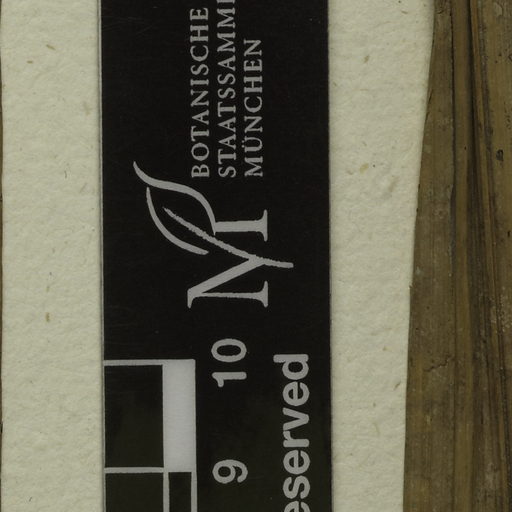 BOTANISCHE
STAATSSAMM
MÜNCHEN
M
10
9
eserved